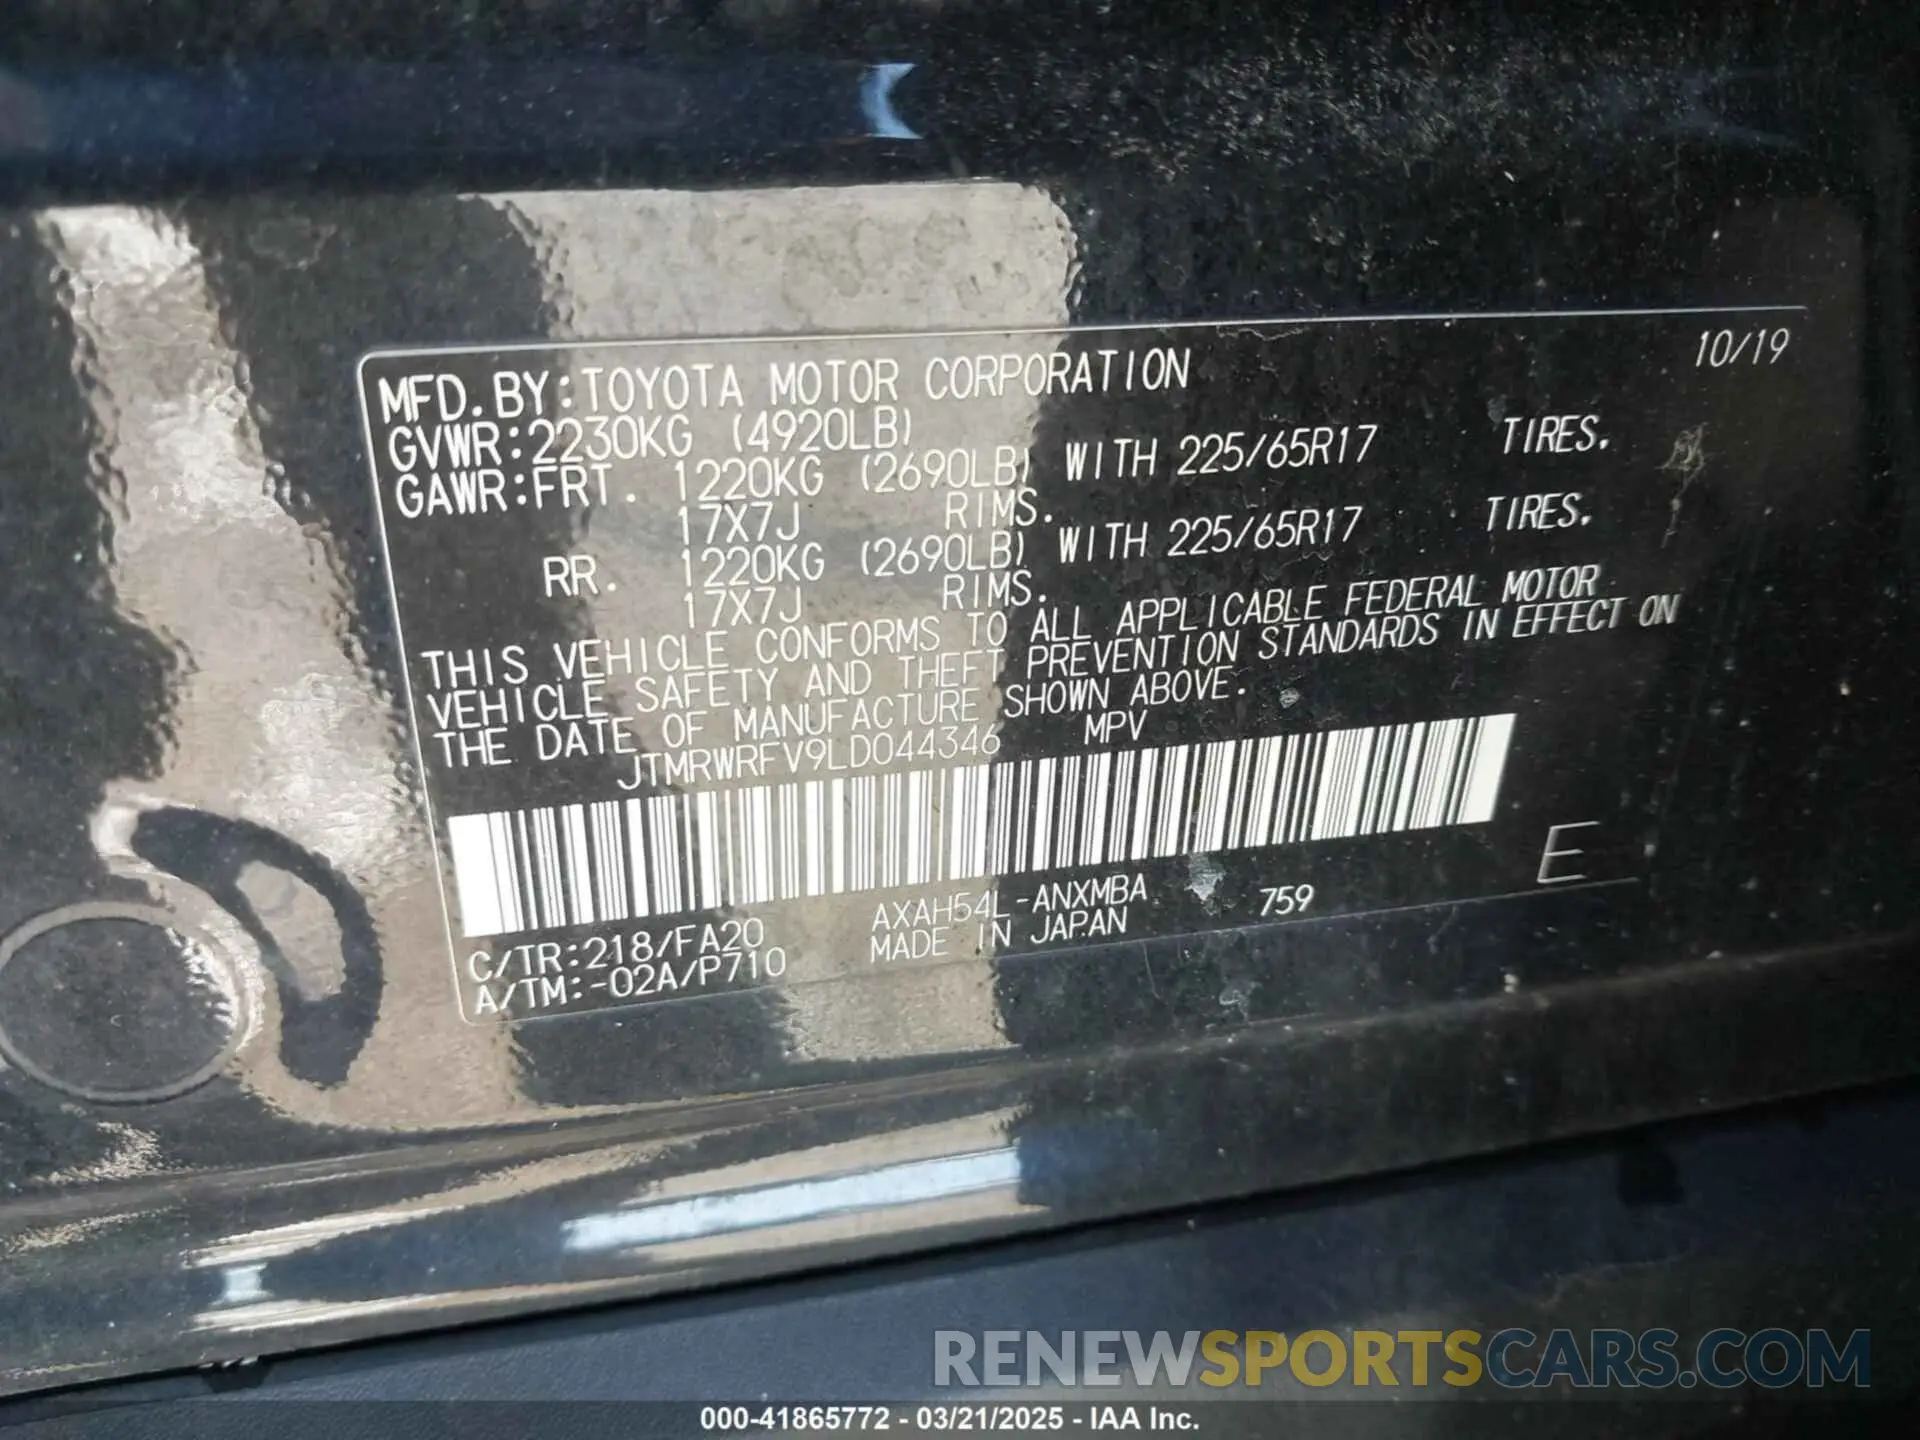 10/19
MFD.BY:TOYOTA MOTOR CORPORATION
GVWR:2230KG (4920LB)
GAWR:FRT. 1220KG (2690LB) WITH 225/65R17 TIRES.
17X7J RIMS.
RR. 1220KG (2690LB) WITH 225/65R17 TIRES.
17X7J RIMS.
THIS VEHICLE CONFORMS TO ALL APPLICABLE FEDERAL MOTOR
VEHICLE SAFETY AND THEFT PREVENTION STANDARDS IN EFFECT ON
THE DATE OF MANUFACTURE SHOWN ABOVE.
JTMRWRFV9LD044346 MPV
E
C/TR:218/FA20 AXAH54L-ANXMBA 759
A/TM:-02A/P710 MADE IN JAPAN
RENEWSPORTSCARS.COM
000-41865772 - 03/21/2025 - IAA Inc.